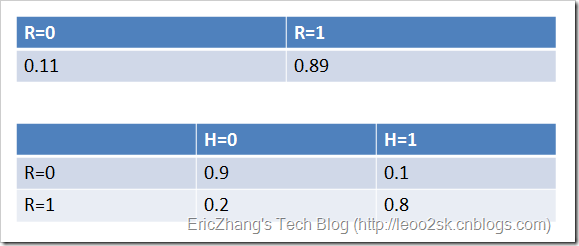 R=0 R=1
0.11 0.89
H=0 H=1
R=0 0.9 0.1
R=1 0.2 0.8
EricZhang's Tech Blog (http://leoo2sk.cnblogs.com)